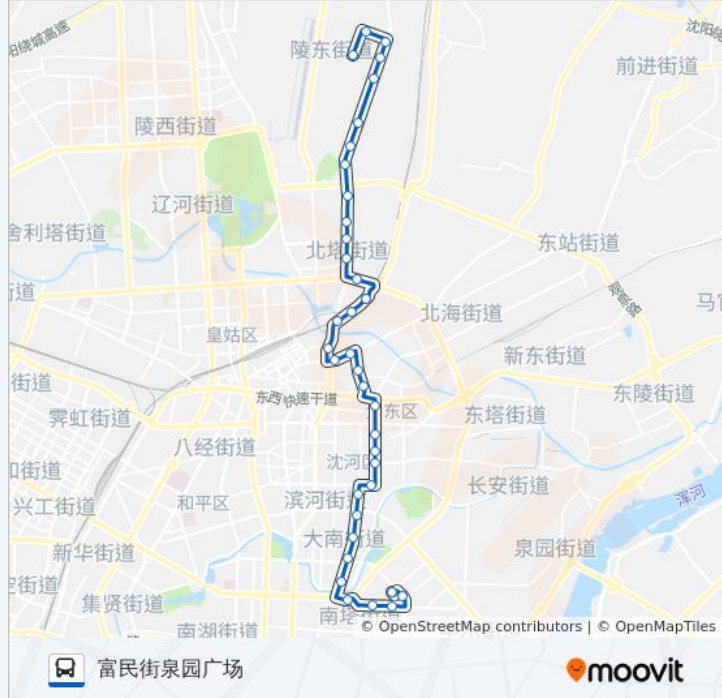 阳绕城高速
沈阳绕
陵东街道
前进街道
陵西街道
辽河街道
舍利塔街道
北塔街道
东站街道
街道
观景路
马官
北海街道
皇姑区
新东街道
街道
东陵街道
东西快速干道
霁虹街道
东区
东塔街道
八经街道
和街道
沈河区
长安街道
兴工街道
和平区
滨河街道
浑河
大南街道
新华街道
泉园街道
空街道
集贤街道
南塔街道
南湖街道
© OpenStreetMap contributors | © OpenMapTiles
富民街泉园广场
moovit